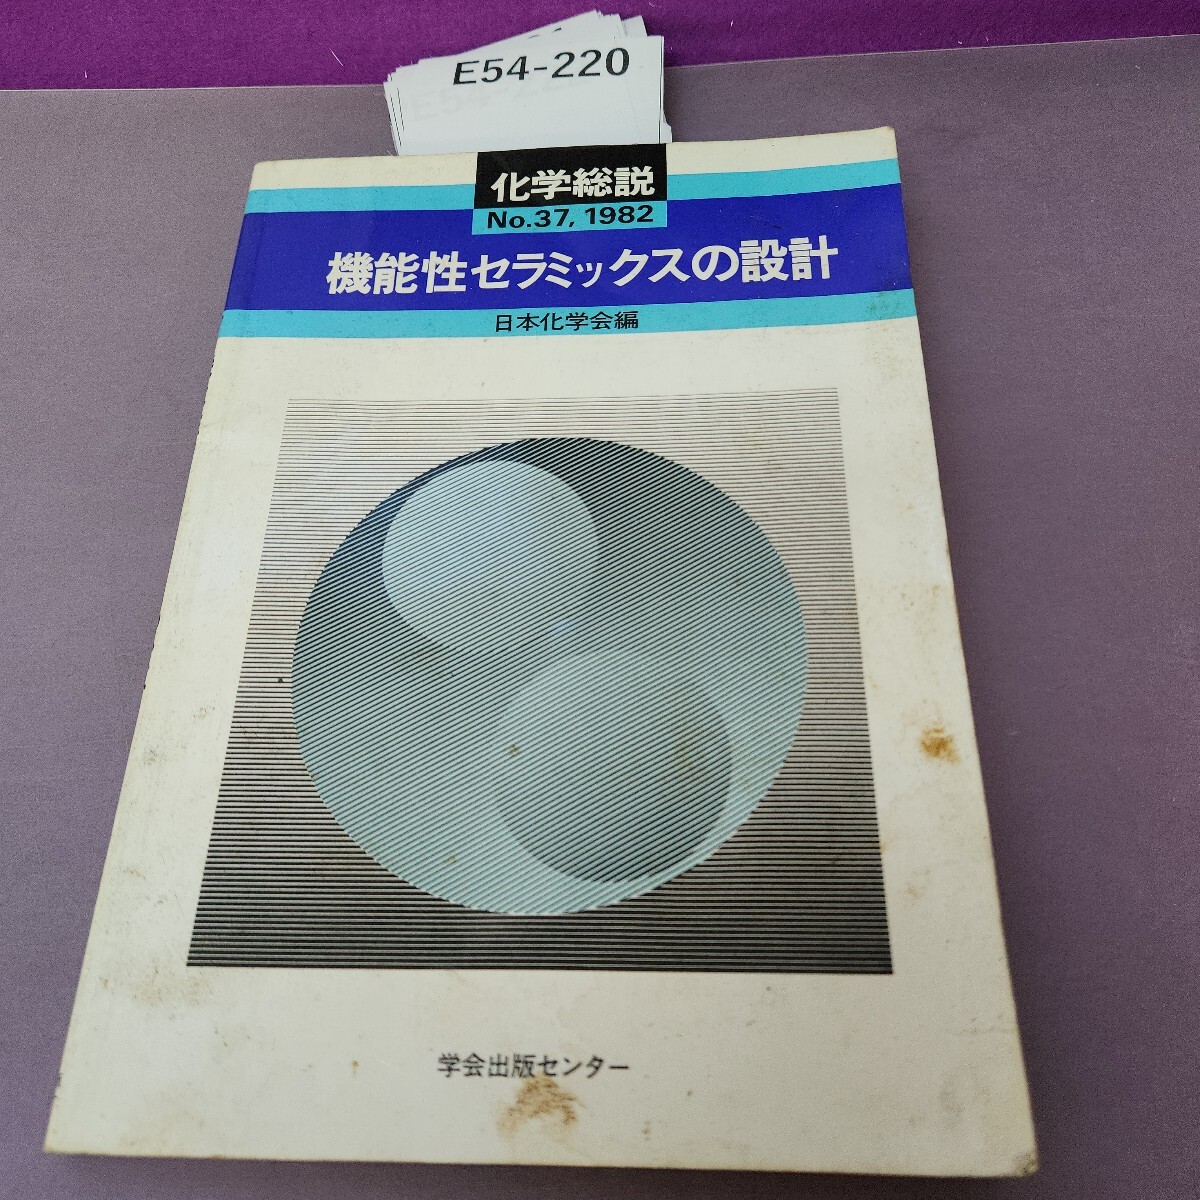 E54-220
化学総説
No.37, 1982
機能性セラミックスの設計
日本化学会編
学会出版センター